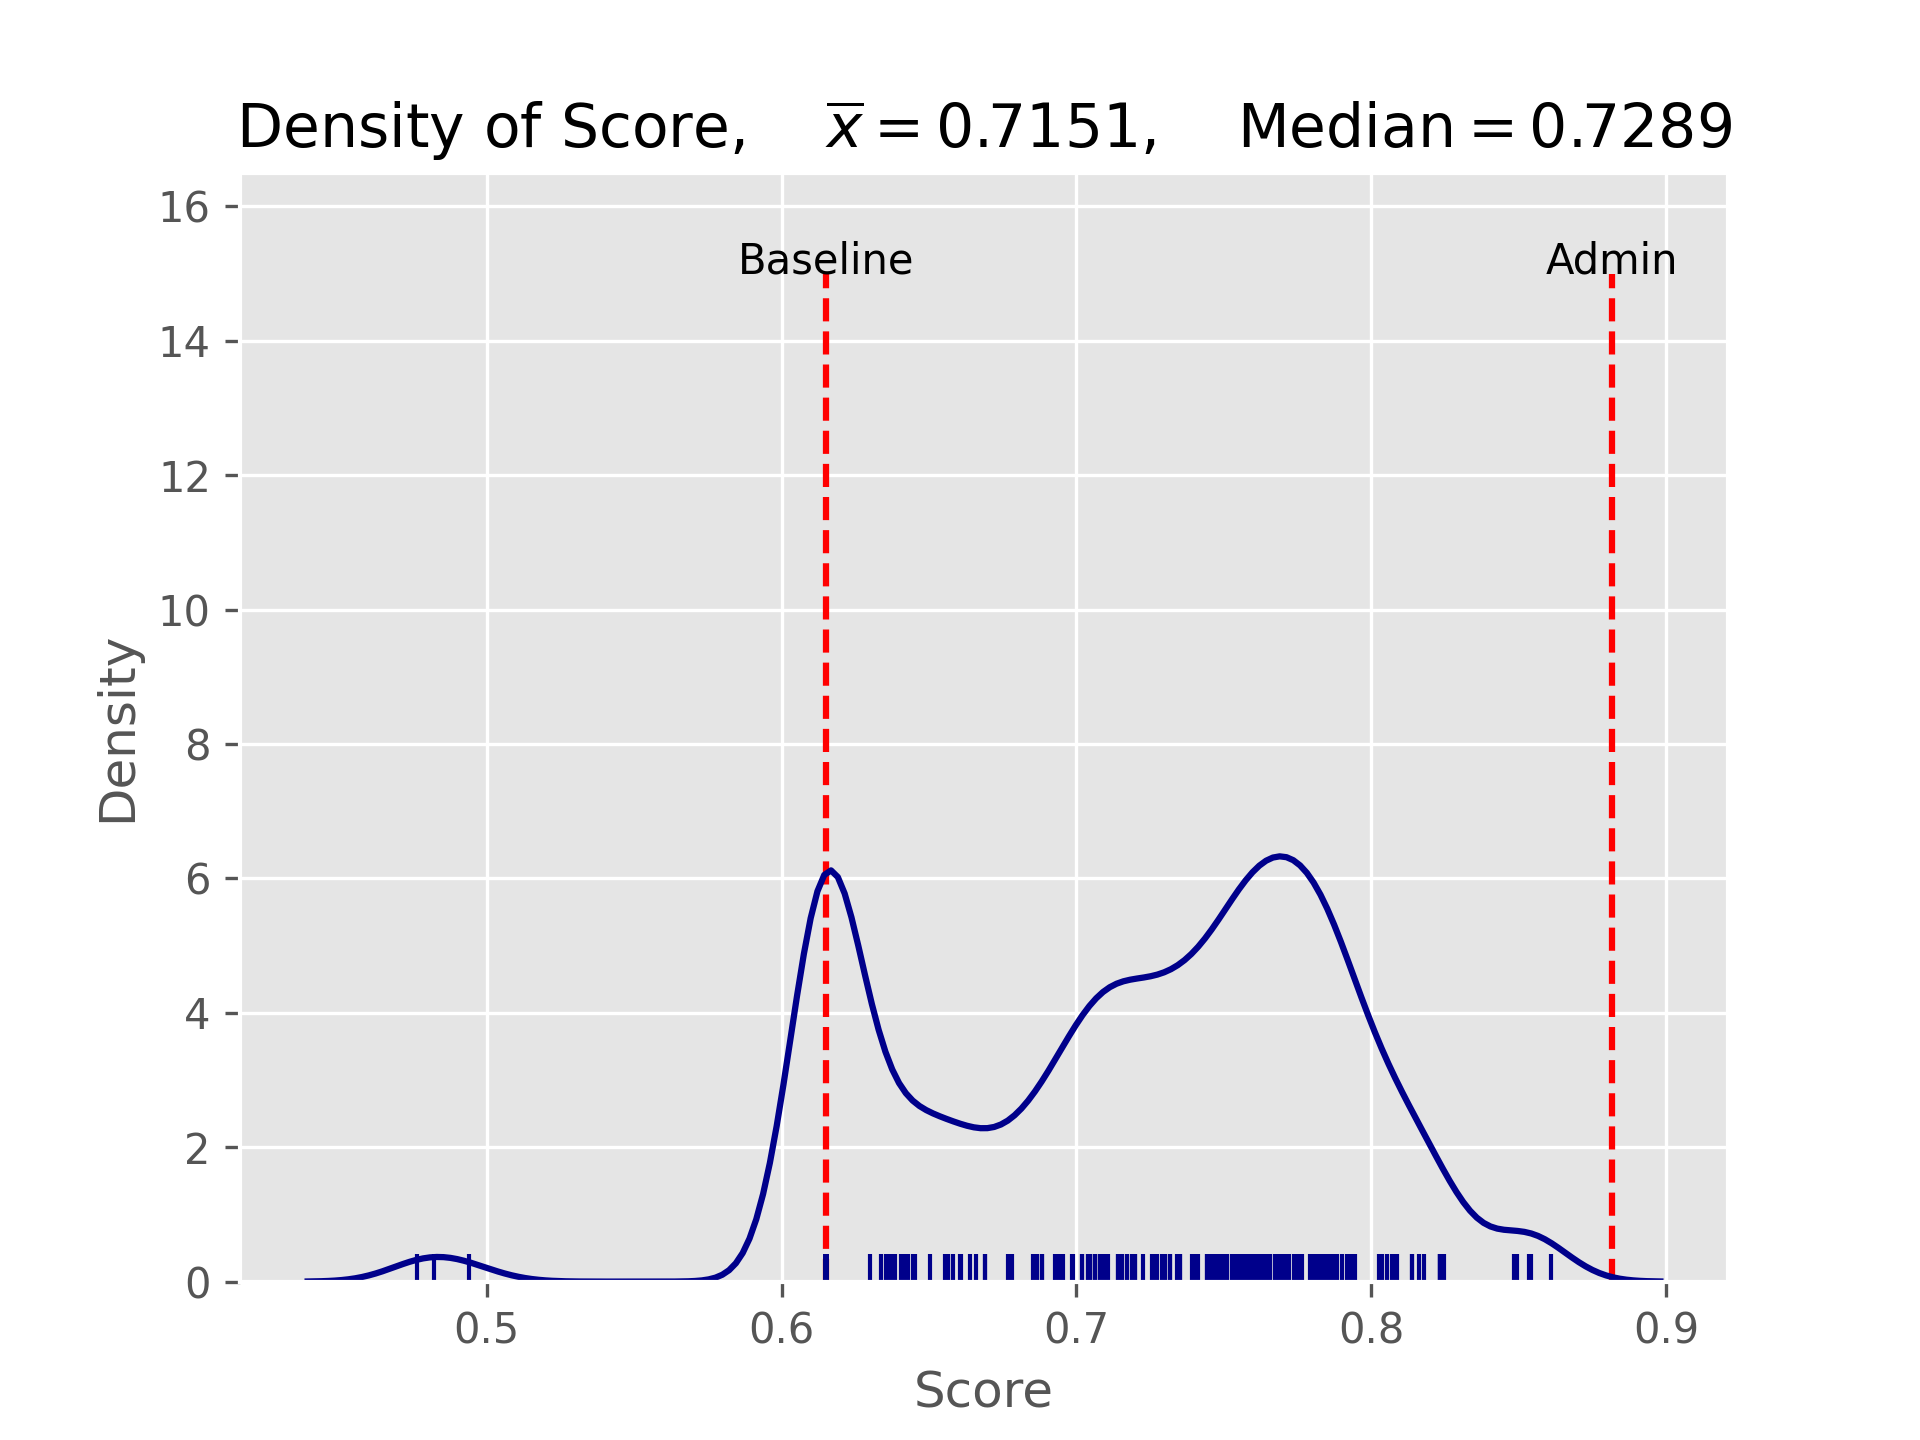 Density of Score, x̅ = 0.7151, Median = 0.7289
16
14
12
10
8
6
4
2
0
Density
Baseline
Admin
0.5 0.6 0.7 0.8 0.9
Score